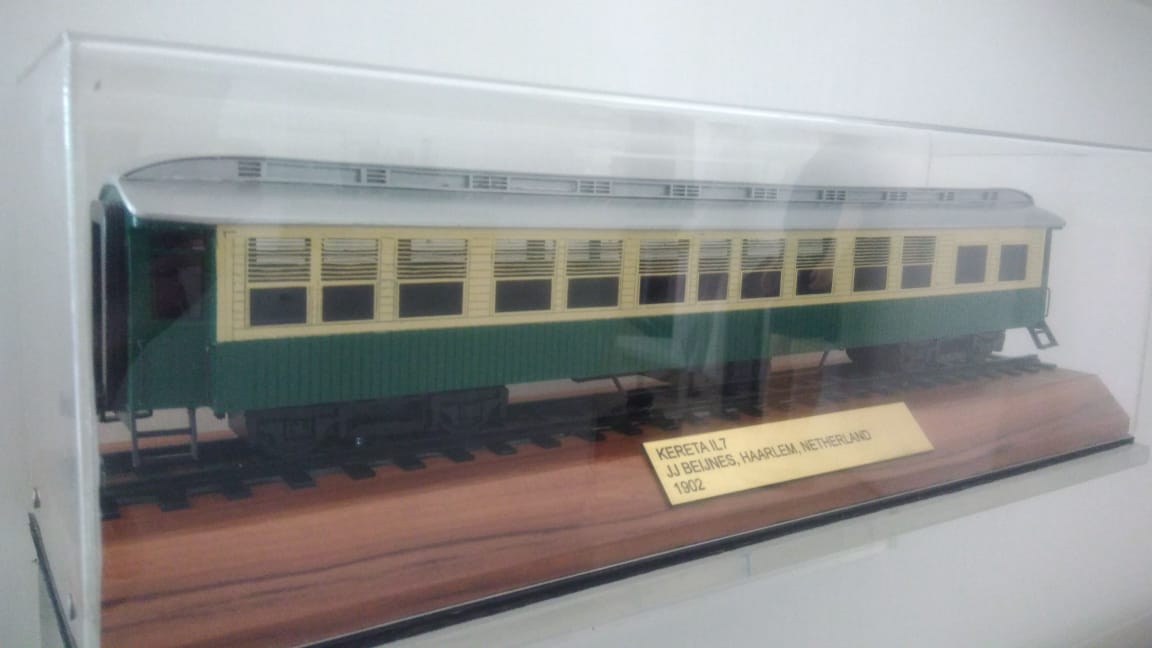 KERETA IL7
JJ BEIJNES, HAARLEM, NETHERLAND
1902